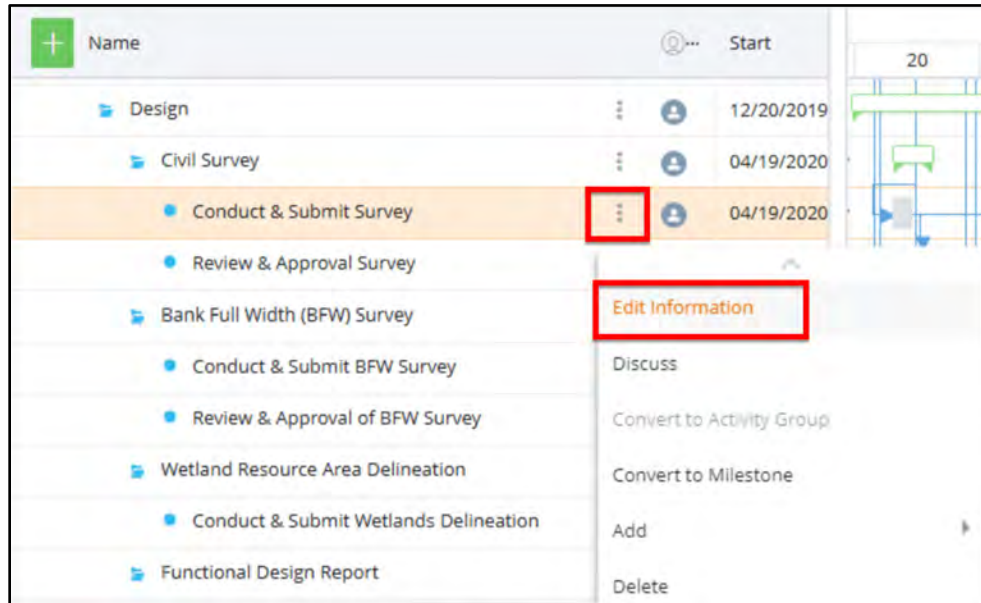 Name Start
20
Design 12/20/2019
Civil Survey 04/19/2020
Conduct & Submit Survey 04/19/2020
Review & Approval Survey
Bank Full Width (BFW) Survey
Edit Information
Conduct & Submit BFW Survey
Discuss
Review & Approval of BFW Survey
Convert to Activity Group
Wetland Resource Area Delineation
Convert to Milestone
Conduct & Submit Wetlands Delineation
Add
Functional Design Report
Delete